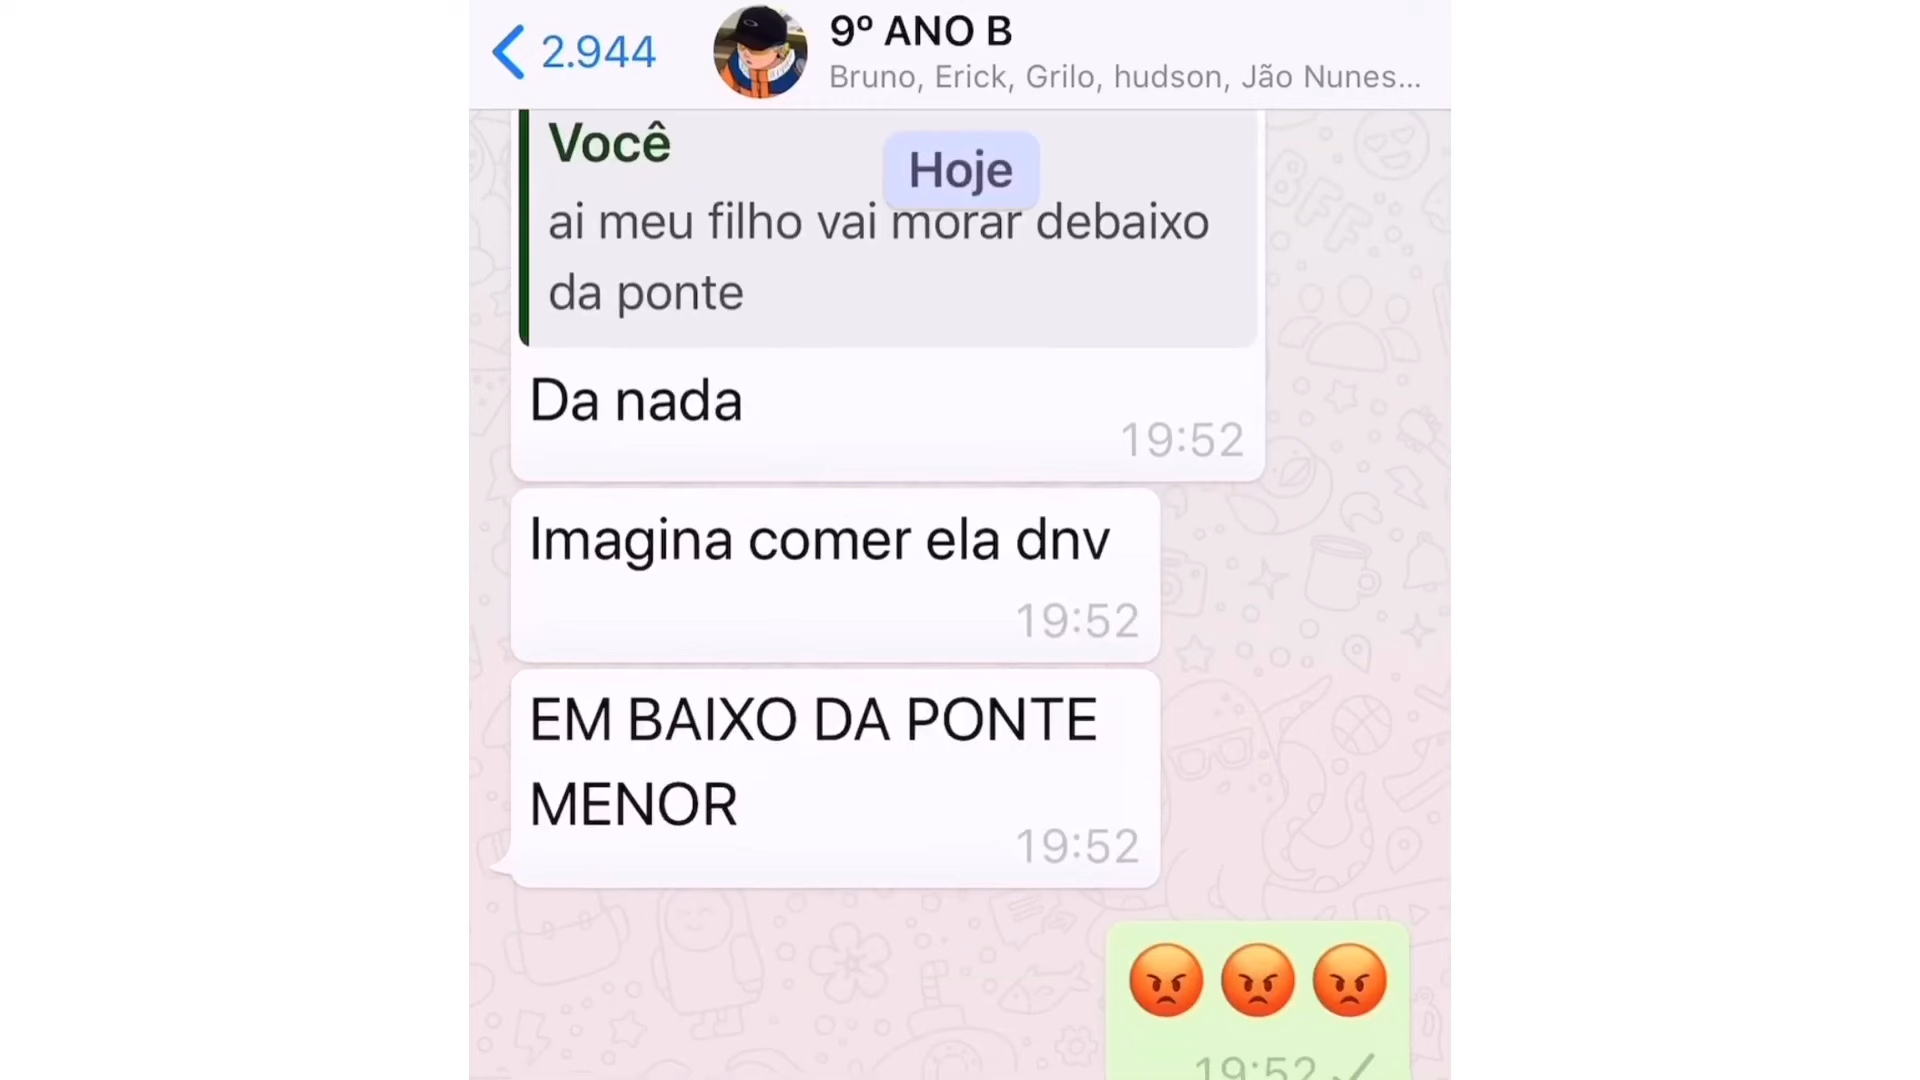 2.944
9º ANO B
Bruno, Erick, Grilo, hudson, Jão Nunes...
Você
Hoje
ai meu filho vai morar debaixo
da ponte
Da nada
19:52
Imagina comer ela dnv
19:52
EM BAIXO DA PONTE
MENOR
19:52
😡😡😡
19:52